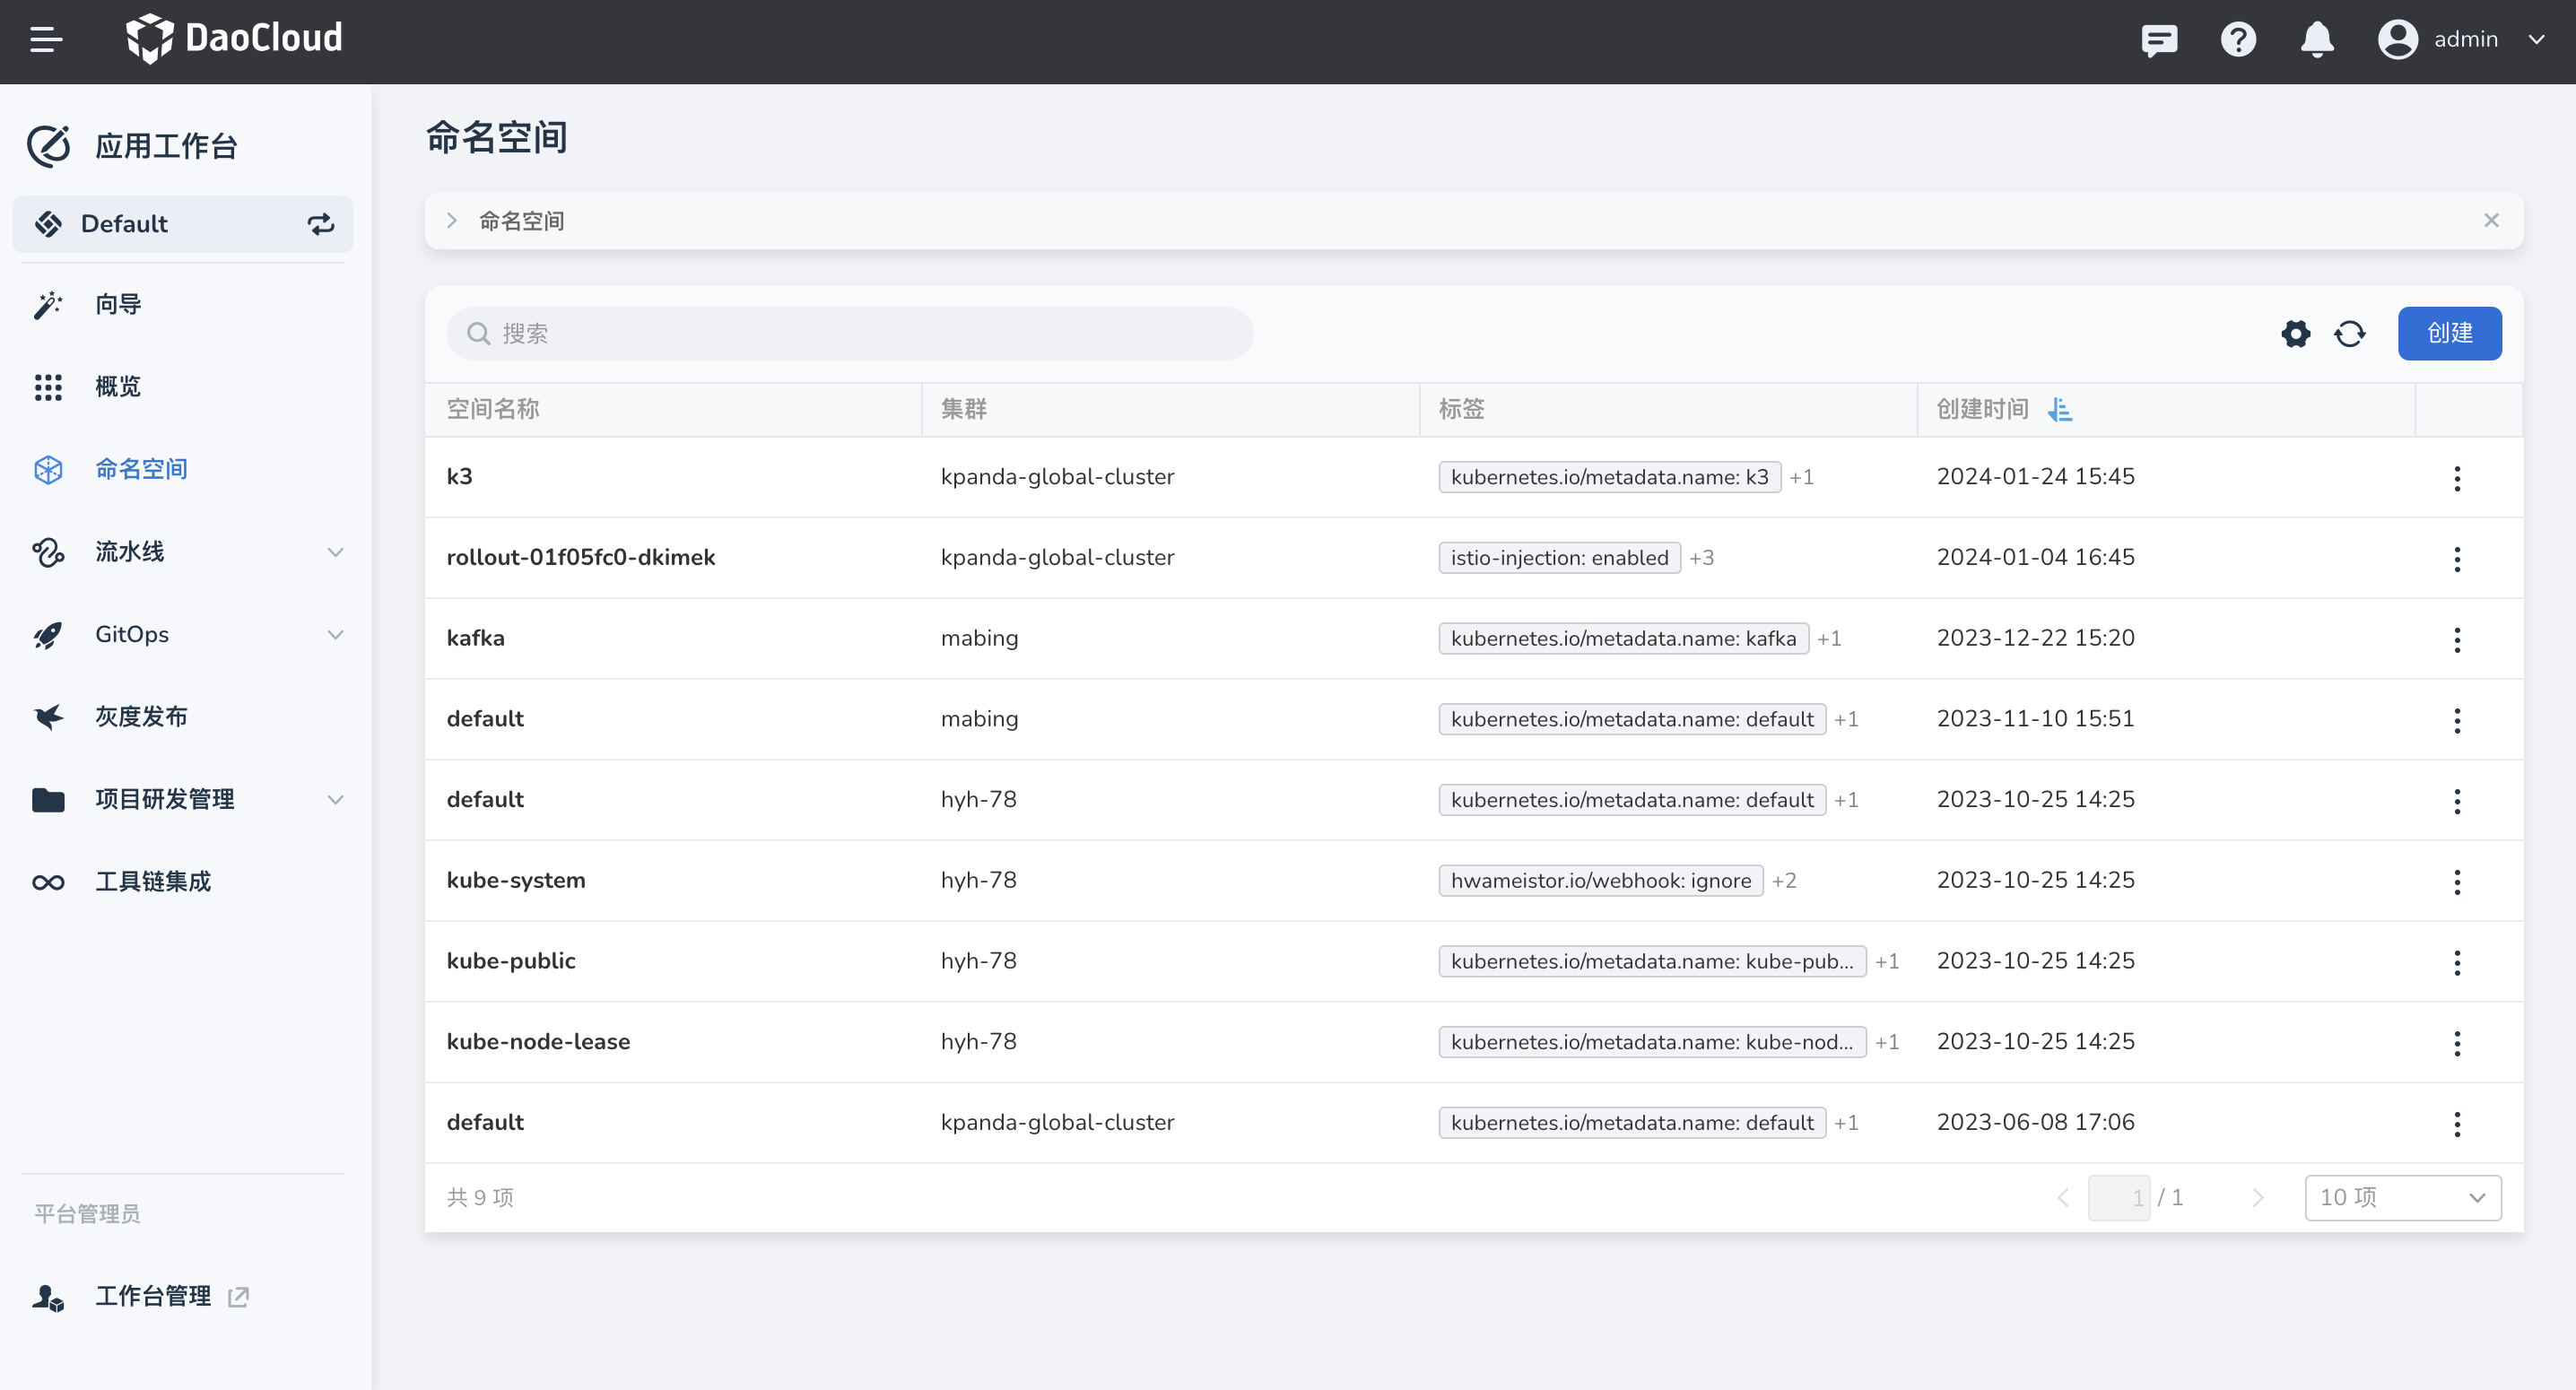 DaoCloud
admin
应用工作台
Default
向导
概览
命名空间
流水线
GitOps
灰度发布
项目研发管理
工具链集成
平台管理员
工作台管理
命名空间
命名空间
搜索
创建
空间名称 集群 标签 创建时间
k3 kpanda-global-cluster kubernetes.io/metadata.name: k3 +1 2024-01-24 15:45
rollout-01f05fc0-dkimek kpanda-global-cluster istio-injection: enabled +3 2024-01-04 16:45
kafka mabing kubernetes.io/metadata.name: kafka +1 2023-12-22 15:20
default mabing kubernetes.io/metadata.name: default +1 2023-11-10 15:51
default hyh-78 kubernetes.io/metadata.name: default +1 2023-10-25 14:25
kube-system hyh-78 hwameistor.io/webhook: ignore +2 2023-10-25 14:25
kube-public hyh-78 kubernetes.io/metadata.name: kube-pub... +1 2023-10-25 14:25
kube-node-lease hyh-78 kubernetes.io/metadata.name: kube-nod... +1 2023-10-25 14:25
default kpanda-global-cluster kubernetes.io/metadata.name: default +1 2023-06-08 17:06
共 9 项 1 / 1 10 项